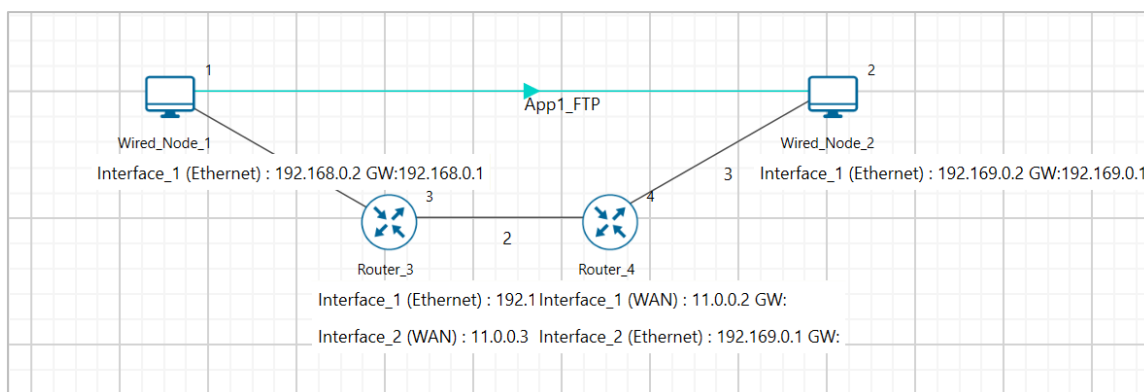 1
2
App1_FTP
Wired_Node_1
Wired_Node_2
Interface_1 (Ethernet) : 192.168.0.2 GW:192.168.0.1
3
Interface_1 (Ethernet) : 192.169.0.2 GW:192.169.0.1
3
4
2
Router_3
Router_4
Interface_1 (Ethernet) : 192.1
Interface_1 (WAN) : 11.0.0.2 GW:
Interface_2 (WAN) : 11.0.0.3
Interface_2 (Ethernet) : 192.169.0.1 GW: